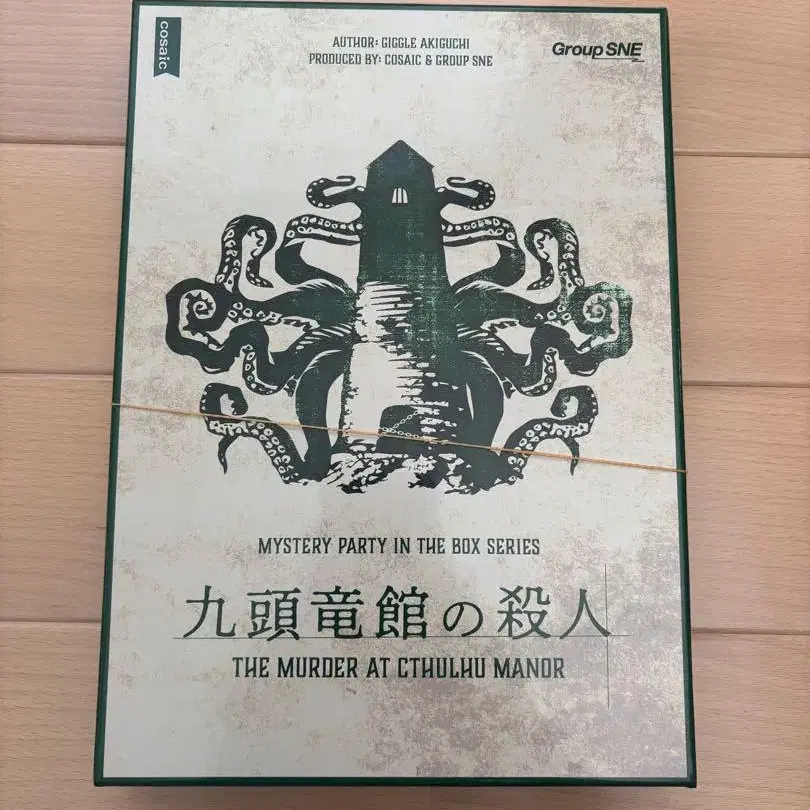 cosaic
AUTHOR: GIGGLE AKIGUCHI
PRODUCED BY: COSAIC & GROUP SNE
Group SNE
MYSTERY PARTY IN THE BOX SERIES
九頭竜館の殺人
THE MURDER AT CTHULHU MANOR